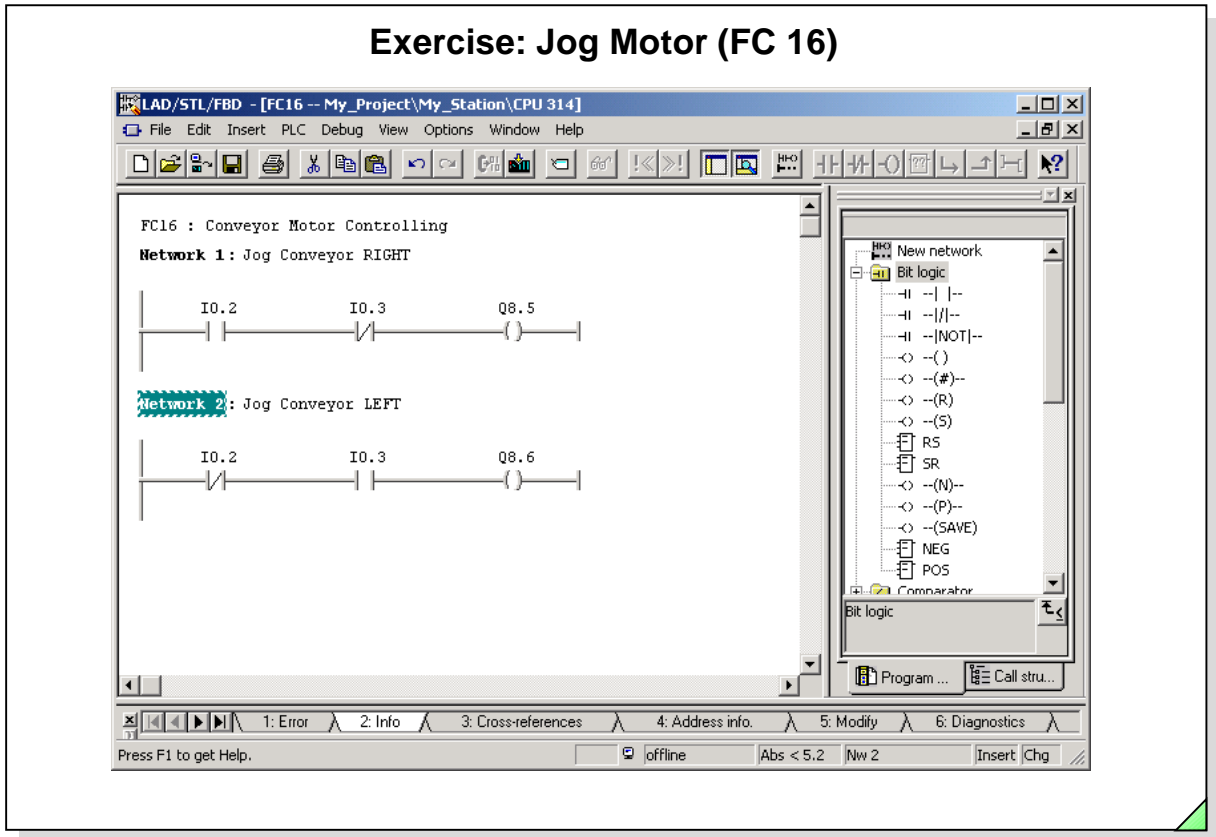 Exercise: Jog Motor (FC 16)
LAD/STL/FBD - [FC16 -- My_Project\My_Station\CPU 314]
File Edit Insert PLC Debug View Options Window Help
FC16 : Conveyor Motor Controlling
Network 1: Jog Conveyor RIGHT
I0.2 I0.3 Q8.5
Network 2: Jog Conveyor LEFT
I0.2 I0.3 Q8.6
New network
Bit logic
--| |--
--|/|--
--|NOT|--
--( )
--(#)--
--(R)
--(S)
RS
SR
--(N)--
--(P)--
--(SAVE)
NEG
POS
Comparator
Bit logic
Program ... Call stru...
1: Error 2: Info 3: Cross-references 4: Address info. 5: Modify 6: Diagnostics
Press F1 to get Help. offline Abs < 5.2 Nw 2 Insert Chg